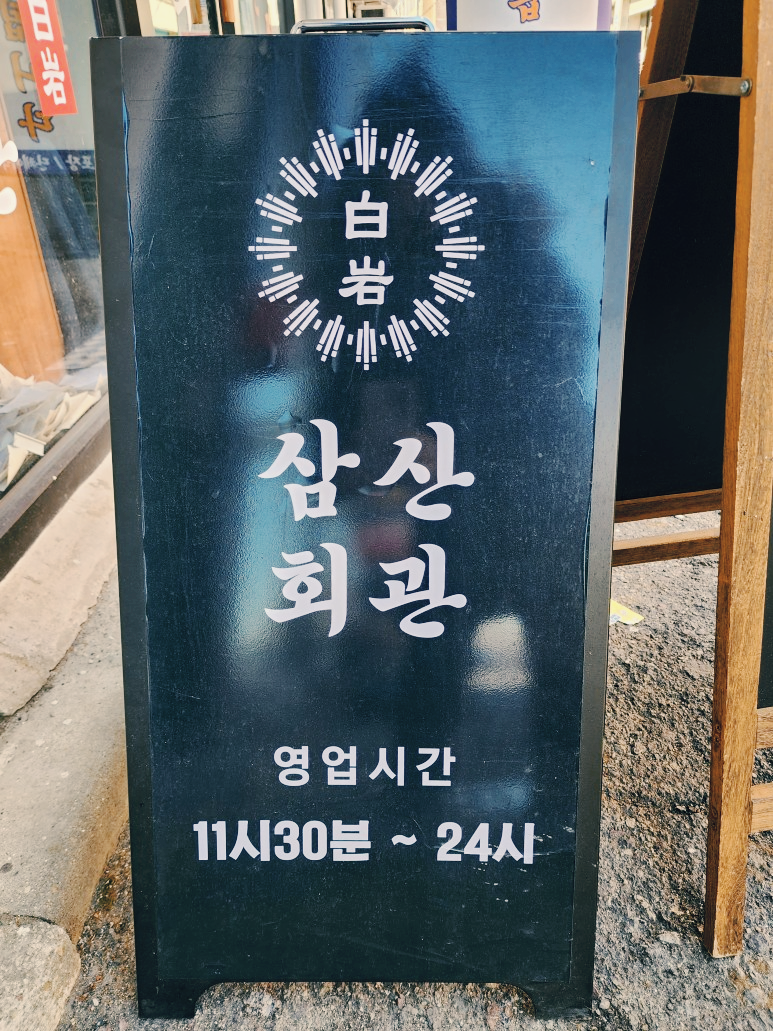 白
岩
삼산
회관
영업시간
11시30분 ~ 24시